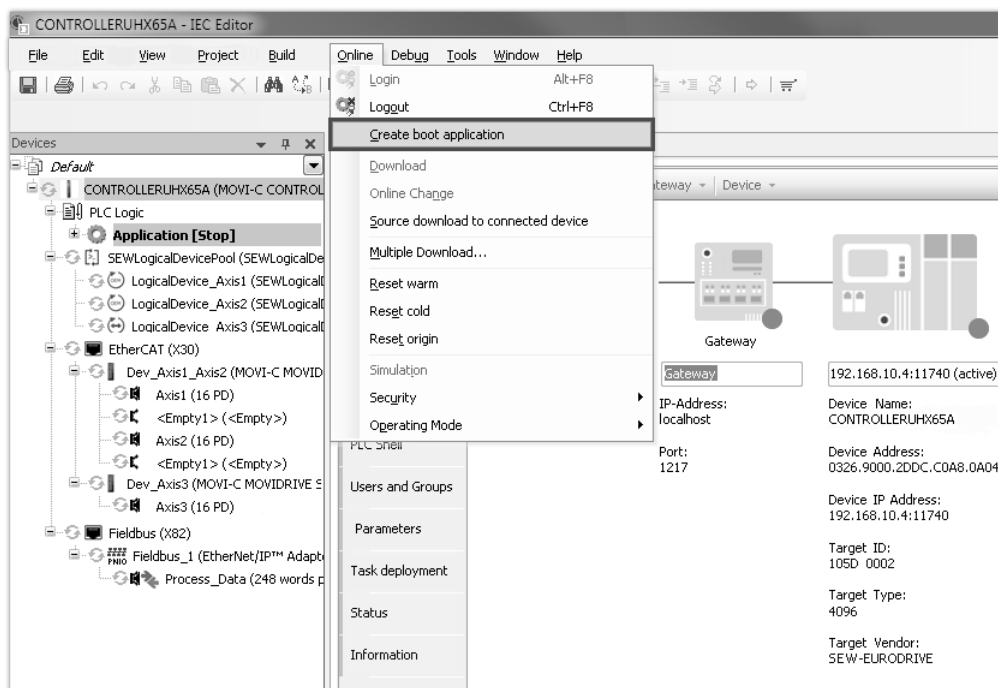 CONTROLLERUHX65A - IEC Editor
File Edit View Project Build Online Debug Tools Window Help
Login Alt+F8
Logout Ctrl+F8
Create boot application
Download
Online Change
Source download to connected device
Multiple Download...
Reset warm
Reset cold
Reset origin
Simulation
Security
Operating Mode
Devices
Default
CONTROLLERUHX65A (MOVI-C CONTROL
PLC Logic
Application [Stop]
SEWLogicalDevicePool (SEWLogicalDe
LogicalDevice_Axis1 (SEWLogicall
LogicalDevice_Axis2 (SEWLogicall
LogicalDevice_Axis3 (SEWLogicall
EtherCAT (X30)
Dev_Axis1_Axis2 (MOVI-C MOVID
Axis1 (16 PD)
<Empty1> (<Empty>)
Axis2 (16 PD)
<Empty1> (<Empty>)
Dev_Axis3 (MOVI-C MOVIDRIVE S
Axis3 (16 PD)
Fieldbus (X82)
PNIO
Fieldbus_1 (EtherNet/IP™ Adapt
Process_Data (248 words p
PLC Shell
Users and Groups
Parameters
Task deployment
Status
Information
teway Device
Gateway
Gateway
IP-Address:
localhost
Port:
1217
192.168.10.4:11740 (active)
Device Name:
CONTROLLERUHX65A
Device Address:
0326.9000.2DDC.C0A8.0A04
Device IP Address:
192.168.10.4:11740
Target ID:
105D 0002
Target Type:
4096
Target Vendor:
SEW-EURODRIVE